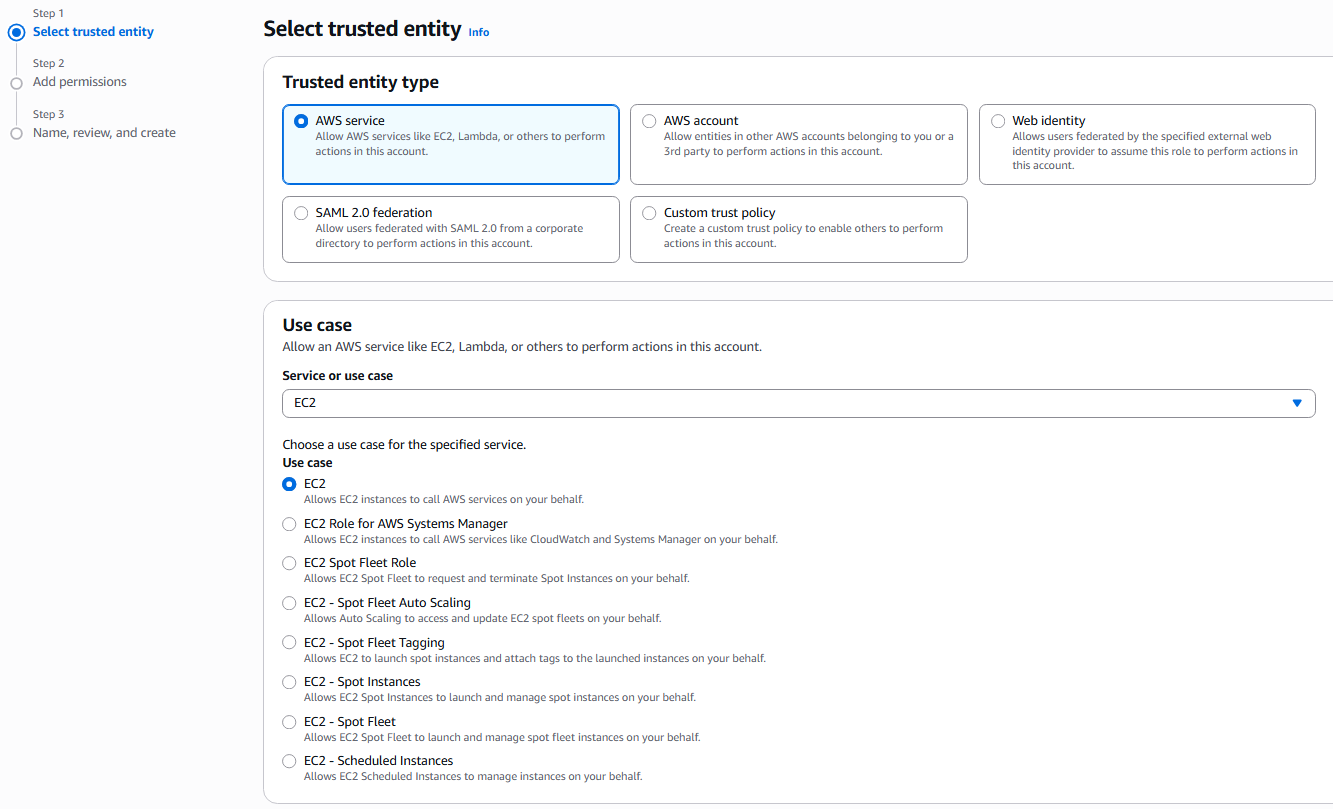 Step 1
Select trusted entity
Step 2
Add permissions
Step 3
Name, review, and create
Select trusted entity Info
Trusted entity type
AWS service
Allow AWS services like EC2, Lambda, or others to perform
actions in this account.
AWS account
Allow entities in other AWS accounts belonging to you or a
3rd party to perform actions in this account.
Web identity
Allows users federated by the specified external web
identity provider to assume this role to perform actions in
this account.
SAML 2.0 federation
Allow users federated with SAML 2.0 from a corporate
directory to perform actions in this account.
Custom trust policy
Create a custom trust policy to enable others to perform
actions in this account.
Use case
Allow an AWS service like EC2, Lambda, or others to perform actions in this account.
Service or use case
EC2
Choose a use case for the specified service.
Use case
EC2
Allows EC2 instances to call AWS services on your behalf.
EC2 Role for AWS Systems Manager
Allows EC2 instances to call AWS services like CloudWatch and Systems Manager on your behalf.
EC2 Spot Fleet Role
Allows EC2 Spot Fleet to request and terminate Spot Instances on your behalf.
EC2 - Spot Fleet Auto Scaling
Allows Auto Scaling to access and update EC2 spot fleets on your behalf.
EC2 - Spot Fleet Tagging
Allows EC2 to launch spot instances and attach tags to the launched instances on your behalf.
EC2 - Spot Instances
Allows EC2 Spot Instances to launch and manage spot instances on your behalf.
EC2 - Spot Fleet
Allows EC2 Spot Fleet to launch and manage spot fleet instances on your behalf.
EC2 - Scheduled Instances
Allows EC2 Scheduled Instances to manage instances on your behalf.